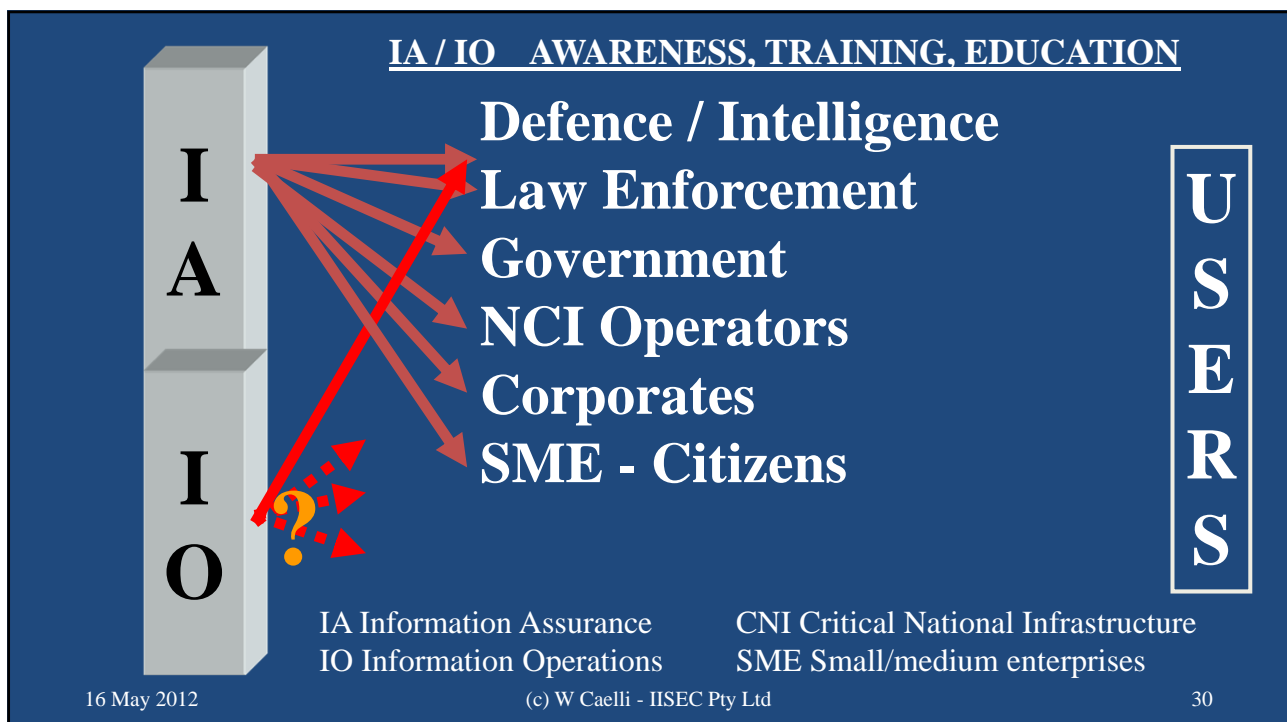 IA / IO AWARENESS, TRAINING, EDUCATION
I
A
I
O
Defence / Intelligence
Law Enforcement
Government
NCI Operators
Corporates
SME - Citizens
?
U
S
E
R
S
IA Information Assurance
IO Information Operations
CNI Critical National Infrastructure
SME Small/medium enterprises
16 May 2012
(c) W Caelli - IISEC Pty Ltd
30